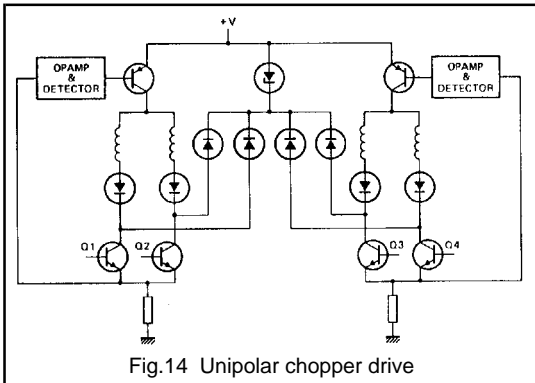 +V
OPAMP
&
DETECTOR
OPAMP
&
DETECTOR
Q1
Q2
Q3
Q4
Fig.14 Unipolar chopper drive